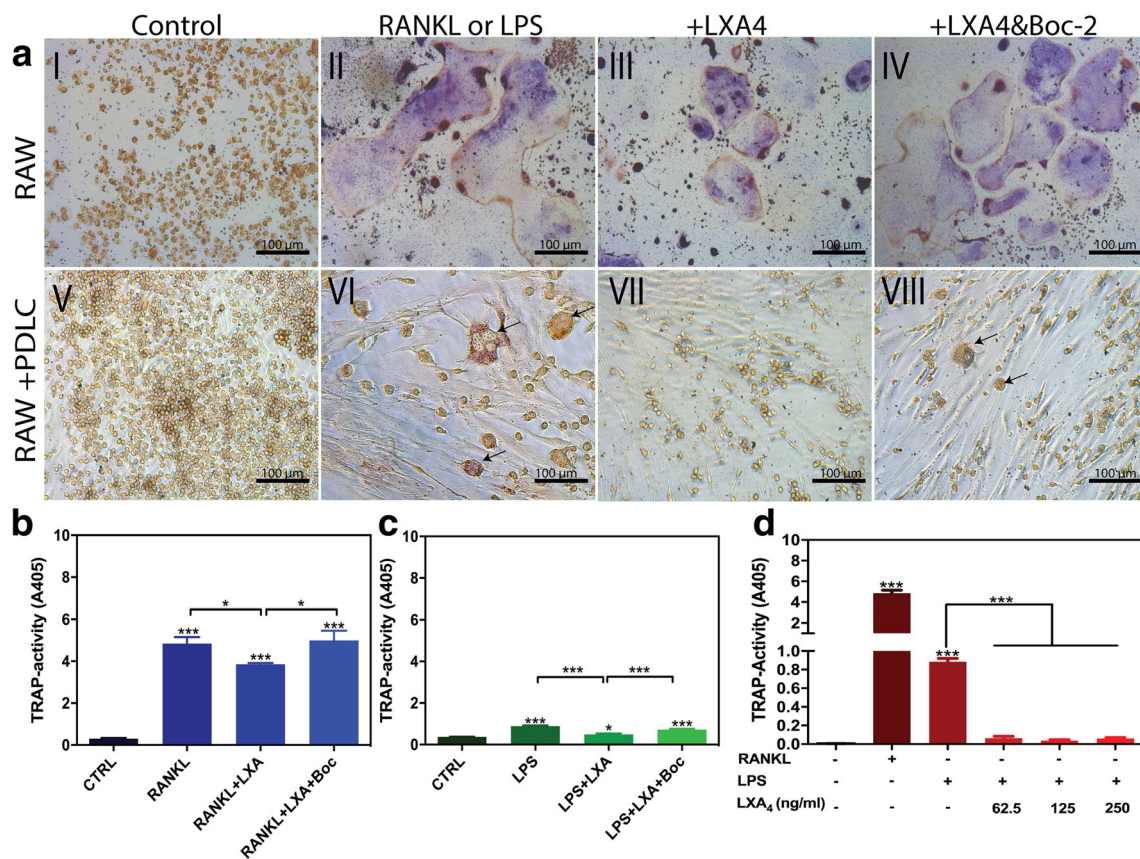 Control RANKL or LPS +LXA4 +LXA4&Boc-2
a
RAW
I II III IV
100 µm 100 µm 100 µm 100 µm
RAW +PDLC
V VI VII VIII
100 µm 100 µm 100 µm 100 µm
b
TRAP-activity (A405)
10
8
6
4
2
0
* *
*** *** ***
CTRL RANKL RANKL+LXA RANKL+LXA+Boc
c
TRAP-activity (A405)
10
8
6
4
2
0
*** ***
*** * ***
CTRL LPS LPS+LXA LPS+LXA+Boc
d
TRAP-Activity (A405)
10
8
6
4
2
1.0
0.8
0.6
0.4
0.2
0.0
*** *** ***
RANKL - + - - - -
LPS - - + + + +
LXA4 (ng/ml) - - - 62.5 125 250